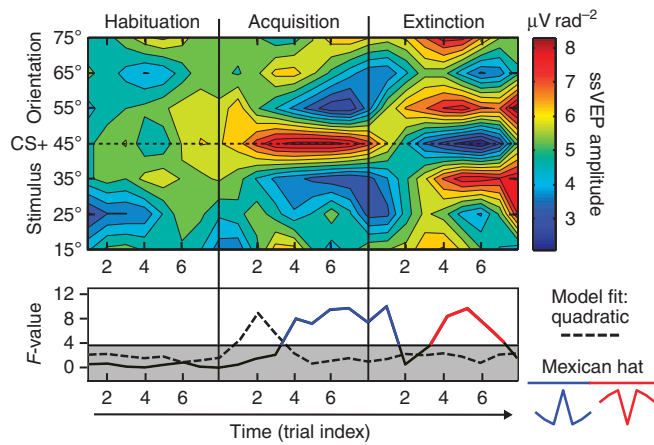 Habituation Acquisition Extinction
µV rad⁻²
75°
65°
55°
CS+ 45°
35°
25°
15°
Stimulus Orientation
2 4 6 2 4 6 2 4 6
8
7
6
5
4
3
ssVEP amplitude
12
8
4
0
F-value
2 4 6 2 4 6 2 4 6
Time (trial index)
Model fit:
quadratic
Mexican hat